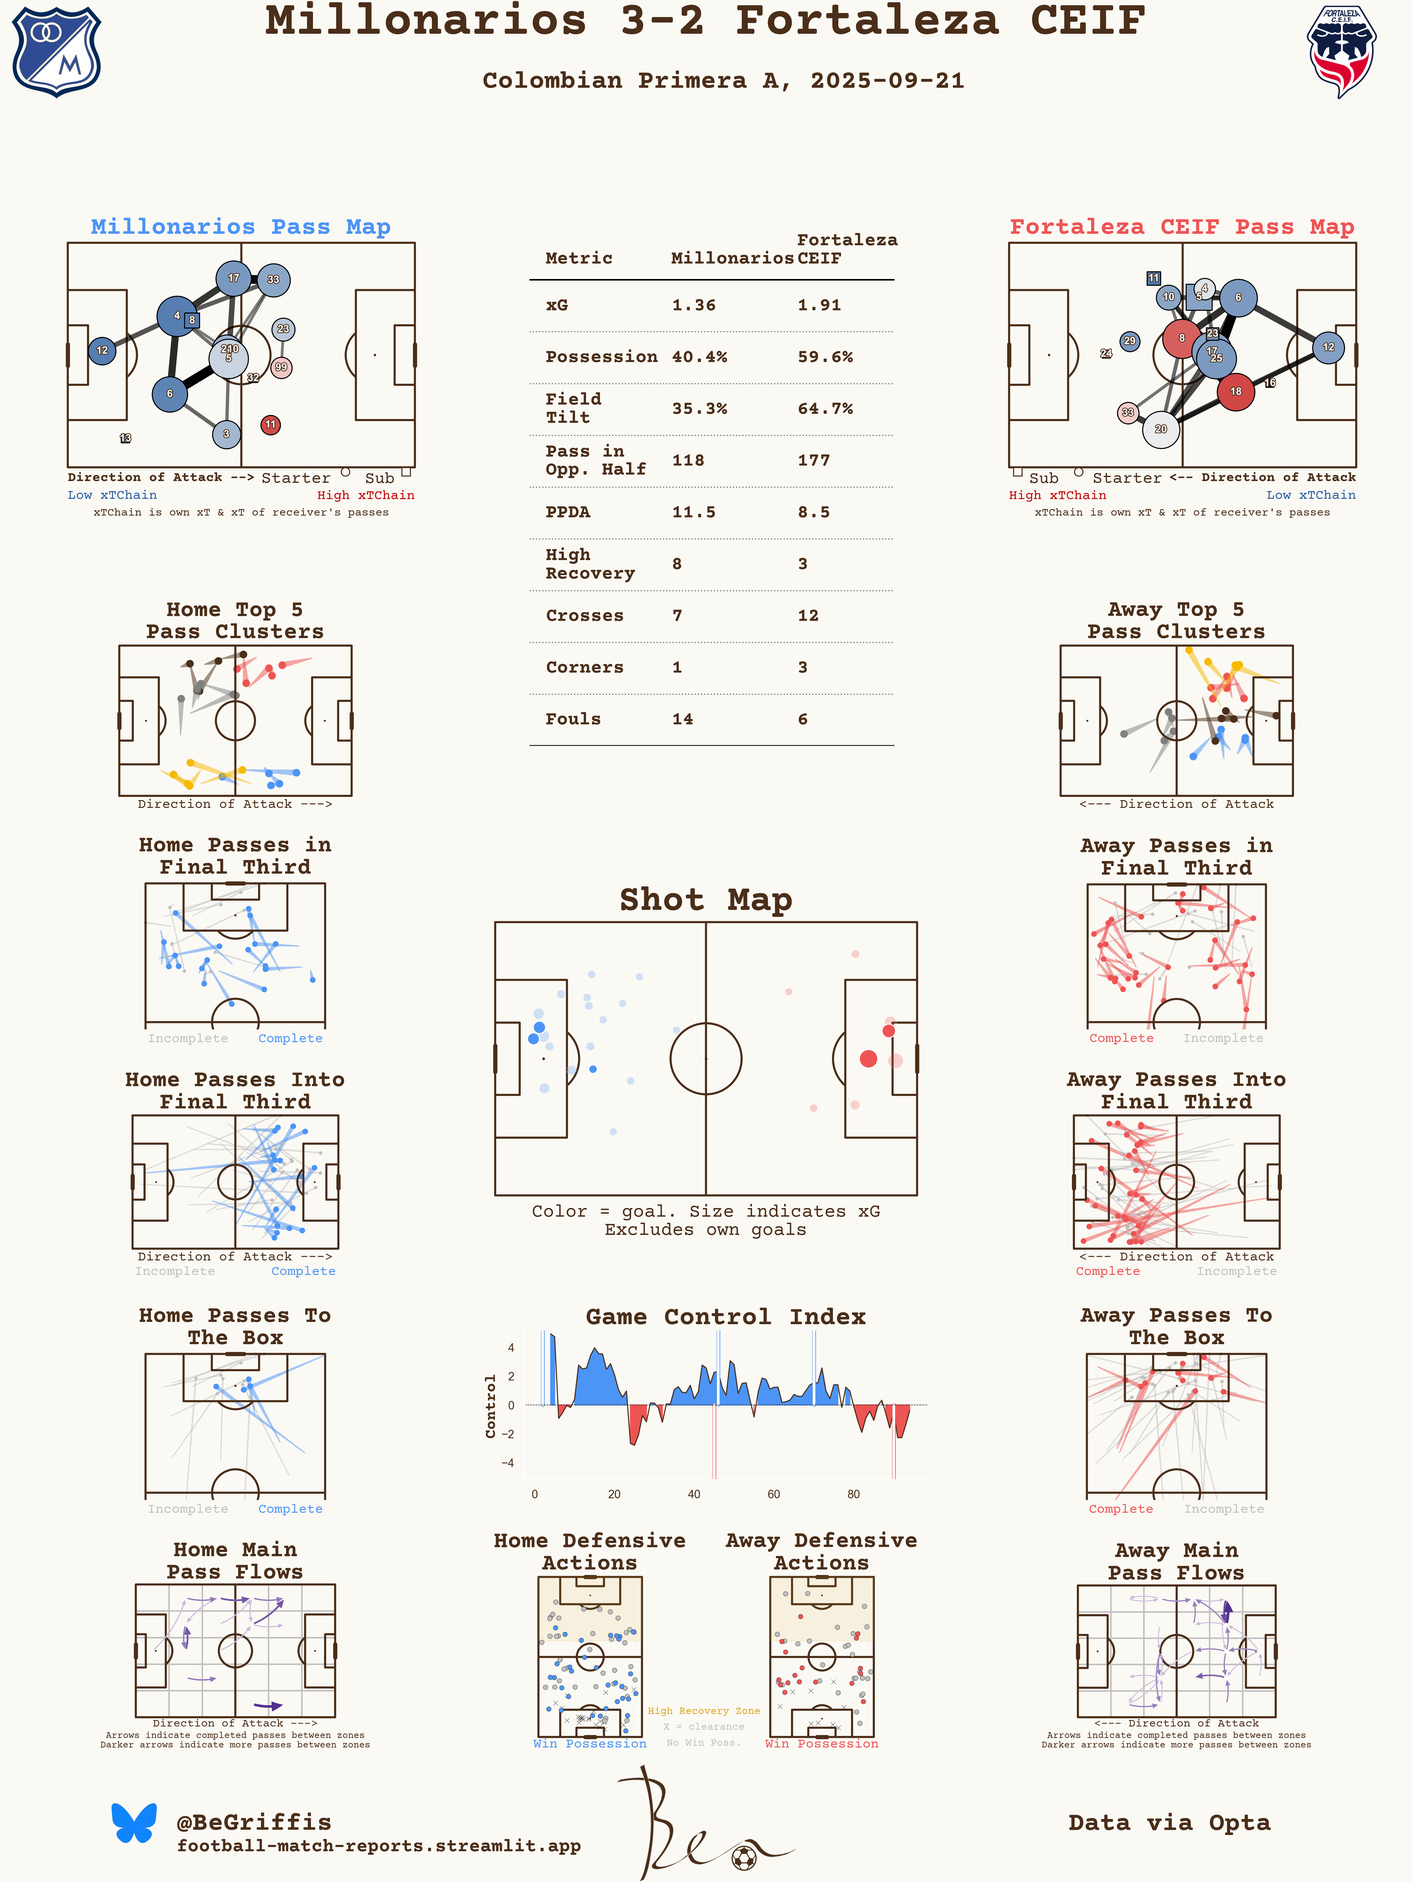 Millonarios 3-2 Fortaleza CEIF
FORTALEZA
C.E.I.F.
M
Colombian Primera A, 2025-09-21
Millonarios Pass Map
17
33
4
8
23
12
5
99
32
6
3
11
13
Direction of Attack --> Starter Sub
Low xTChain High xTChain
xTChain is own xT & xT of receiver's passes
Metric Millonarios Fortaleza CEIF
xG 1.36 1.91
Possession 40.4% 59.6%
Field Tilt 35.3% 64.7%
Pass in Opp. Half 118 177
PPDA 11.5 8.5
High Recovery 8 3
Crosses 7 12
Corners 1 3
Fouls 14 6
Fortaleza CEIF Pass Map
11
10
5
4
6
8
23
29
24
17
25
12
18
16
33
20
Sub Starter <-- Direction of Attack
High xTChain Low xTChain
xTChain is own xT & xT of receiver's passes
Home Top 5
Pass Clusters
Direction of Attack --->
Away Top 5
Pass Clusters
<--- Direction of Attack
Home Passes in
Final Third
Incomplete Complete
Away Passes in
Final Third
Complete Incomplete
Shot Map
Color = goal. Size indicates xG
Excludes own goals
Home Passes Into
Final Third
Direction of Attack --->
Incomplete Complete
Away Passes Into
Final Third
<--- Direction of Attack
Complete Incomplete
Home Passes To
The Box
Incomplete Complete
Game Control Index
Control
4
2
0
−2
−4
0 20 40 60 80
Away Passes To
The Box
Complete Incomplete
Home Main
Pass Flows
Direction of Attack --->
Arrows indicate completed passes between zones
Darker arrows indicate more passes between zones
Home Defensive
Actions
Win Possession
High Recovery Zone
X = clearance
No Win Poss.
Away Defensive
Actions
Win Possession
Away Main
Pass Flows
<--- Direction of Attack
Arrows indicate completed passes between zones
Darker arrows indicate more passes between zones
@BeGriffis
football-match-reports.streamlit.app
Ben
Data via Opta